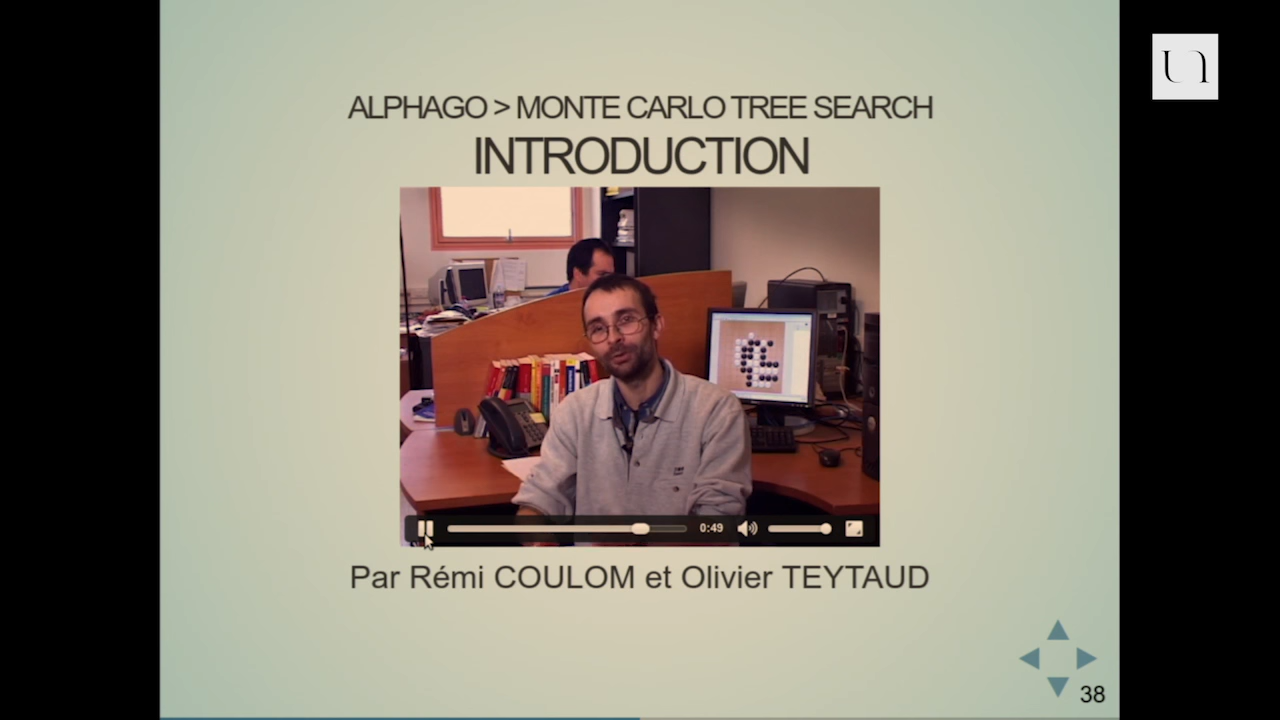 ALPHAGO > MONTE CARLO TREE SEARCH
INTRODUCTION
0:49
Par Rémi COULOM et Olivier TEYTAUD
38